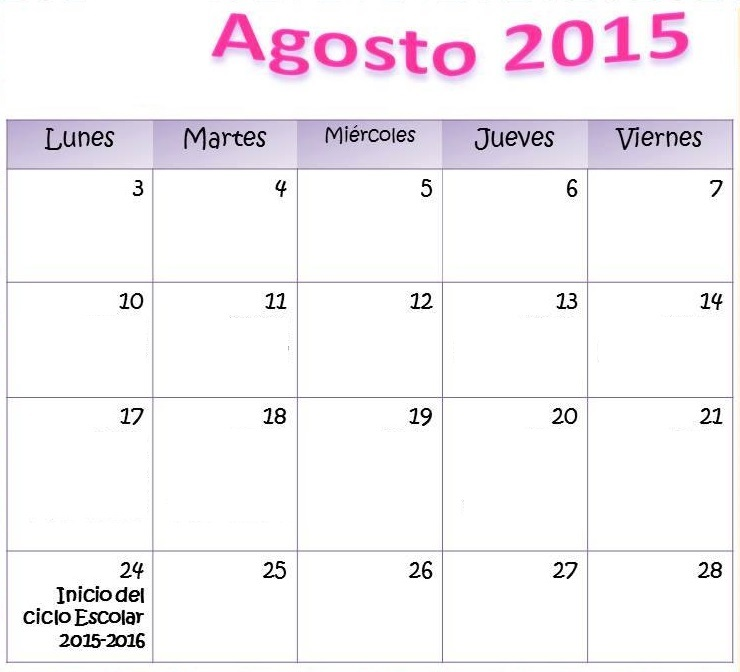 Agosto 2015
Lunes Martes Miércoles Jueves Viernes
3 4 5 6 7
10 11 12 13 14
17 18 19 20 21
24 25 26 27 28
Inicio del
ciclo Escolar
2015-2016